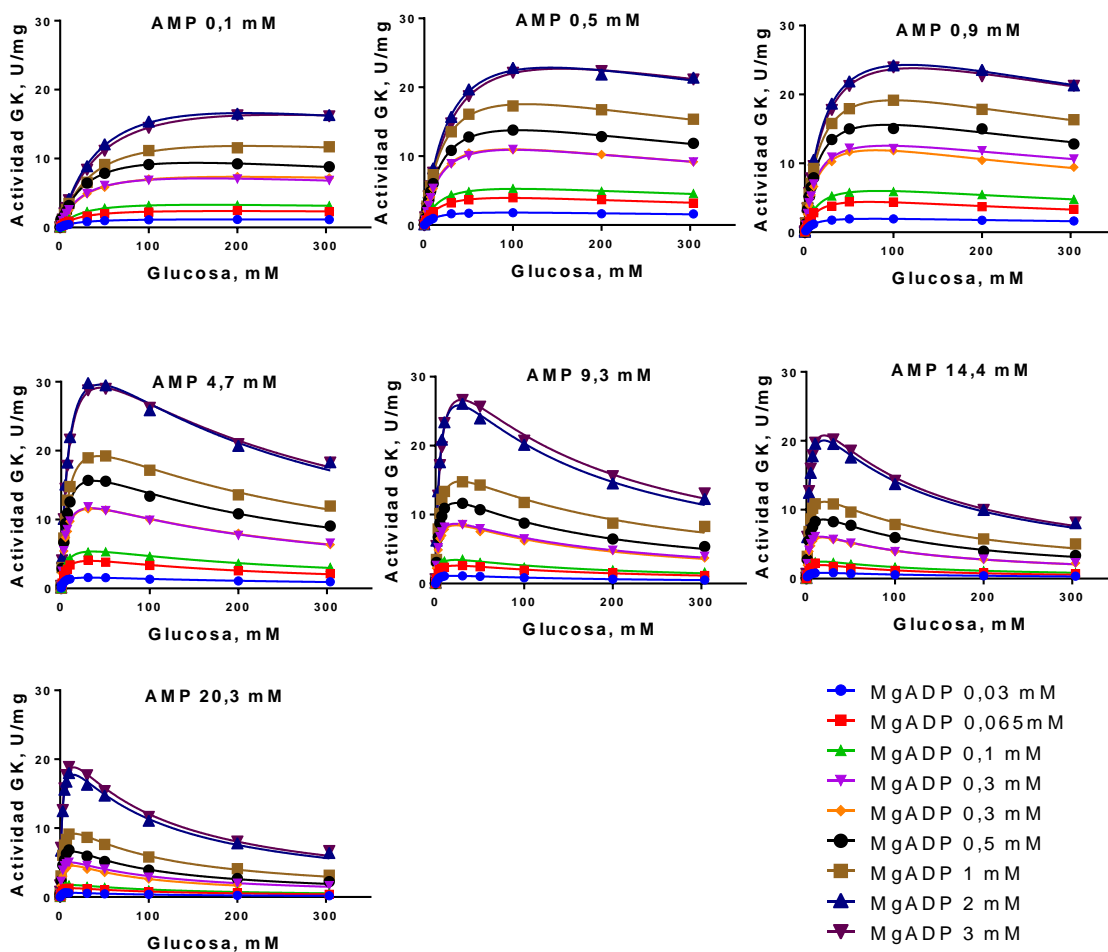 AMP 0,1 mM
30
20
10
0
0
100
200
300
Actividad GK, U/mg
Glucosa, mM
AMP 0,5 mM
30
20
10
0
0
100
200
300
Actividad GK, U/mg
Glucosa, mM
AMP 0,9 mM
30
20
10
0
0
100
200
300
Actividad GK, U/mg
Glucosa, mM
AMP 4,7 mM
30
20
10
0
0
100
200
300
Actividad GK, U/mg
Glucosa, mM
AMP 9,3 mM
30
20
10
0
0
100
200
300
Actividad GK, U/mg
Glucosa, mM
AMP 14,4 mM
30
20
10
0
0
100
200
300
Actividad GK, U/mg
Glucosa, mM
AMP 20,3 mM
30
20
10
0
0
100
200
300
Actividad GK, U/mg
Glucosa, mM
MgADP 0,03 mM
MgADP 0,065mM
MgADP 0,1 mM
MgADP 0,3 mM
MgADP 0,3 mM
MgADP 0,5 mM
MgADP 1 mM
MgADP 2 mM
MgADP 3 mM